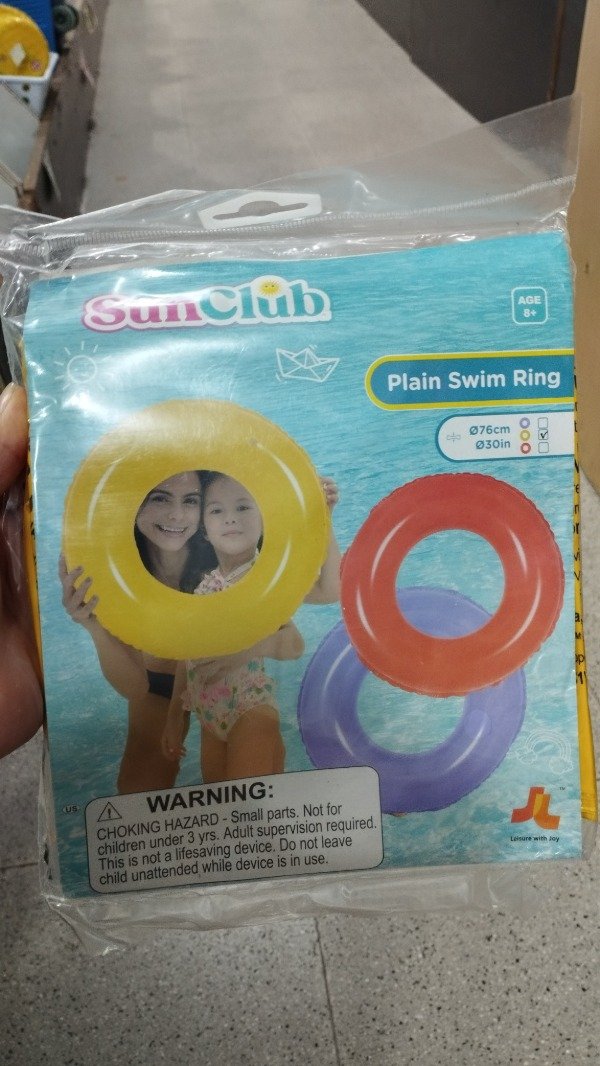 SunClub
AGE
8+
Plain Swim Ring
Ø76cm
Ø30in
US
WARNING:
CHOKING HAZARD - Small parts. Not for
children under 3 yrs. Adult supervision required.
This is not a lifesaving device. Do not leave
child unattended while device is in use.
JL
TM
Leisure with Joy